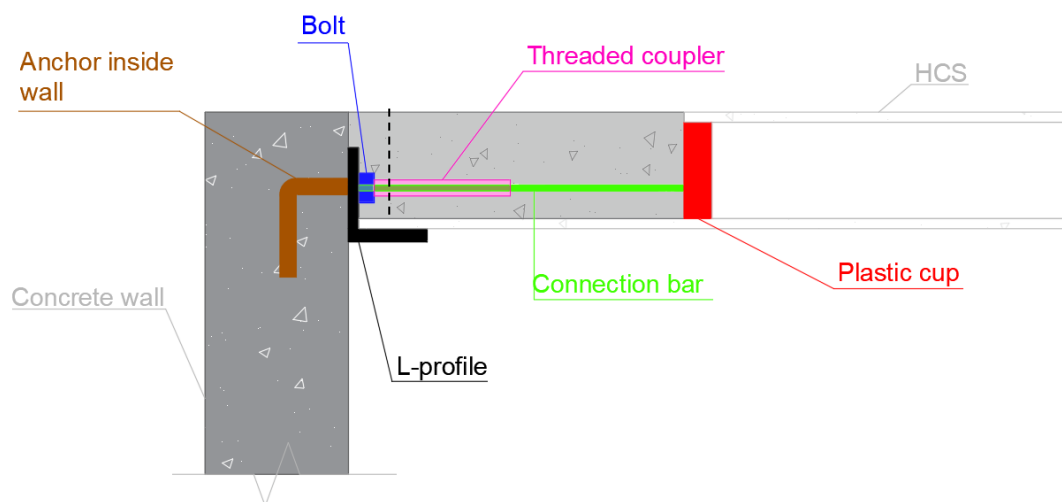 Bolt
Threaded coupler
Anchor inside
wall
HCS
Connection bar
Plastic cup
Concrete wall
L-profile